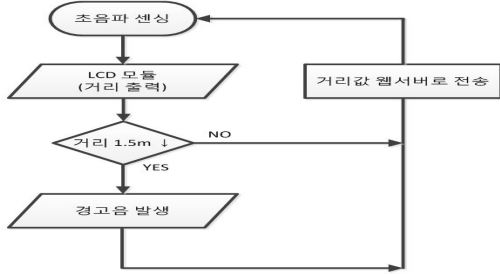 초음파 센싱
LCD 모듈
(거리 출력)
거리값 웹서버로 전송
거리 1.5m ↓
NO
YES
경고음 발생